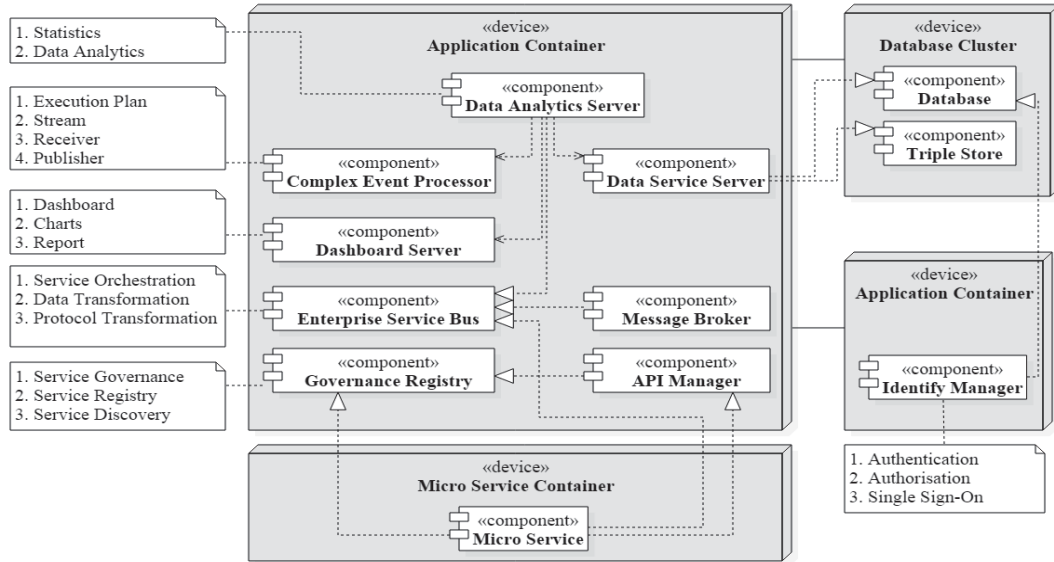 1. Statistics
2. Data Analytics
1. Execution Plan
2. Stream
3. Receiver
4. Publisher
1. Dashboard
2. Charts
3. Report
1. Service Orchestration
2. Data Transformation
3. Protocol Transformation
1. Service Governance
2. Service Registry
3. Service Discovery
«device»
Application Container
«component»
Data Analytics Server
«component»
Complex Event Processor
«component»
Data Service Server
«component»
Dashboard Server
«component»
Enterprise Service Bus
«component»
Message Broker
«component»
Governance Registry
«component»
API Manager
«device»
Micro Service Container
«component»
Micro Service
«device»
Database Cluster
«component»
Database
«component»
Triple Store
«device»
Application Container
«component»
Identify Manager
1. Authentication
2. Authorisation
3. Single Sign-On